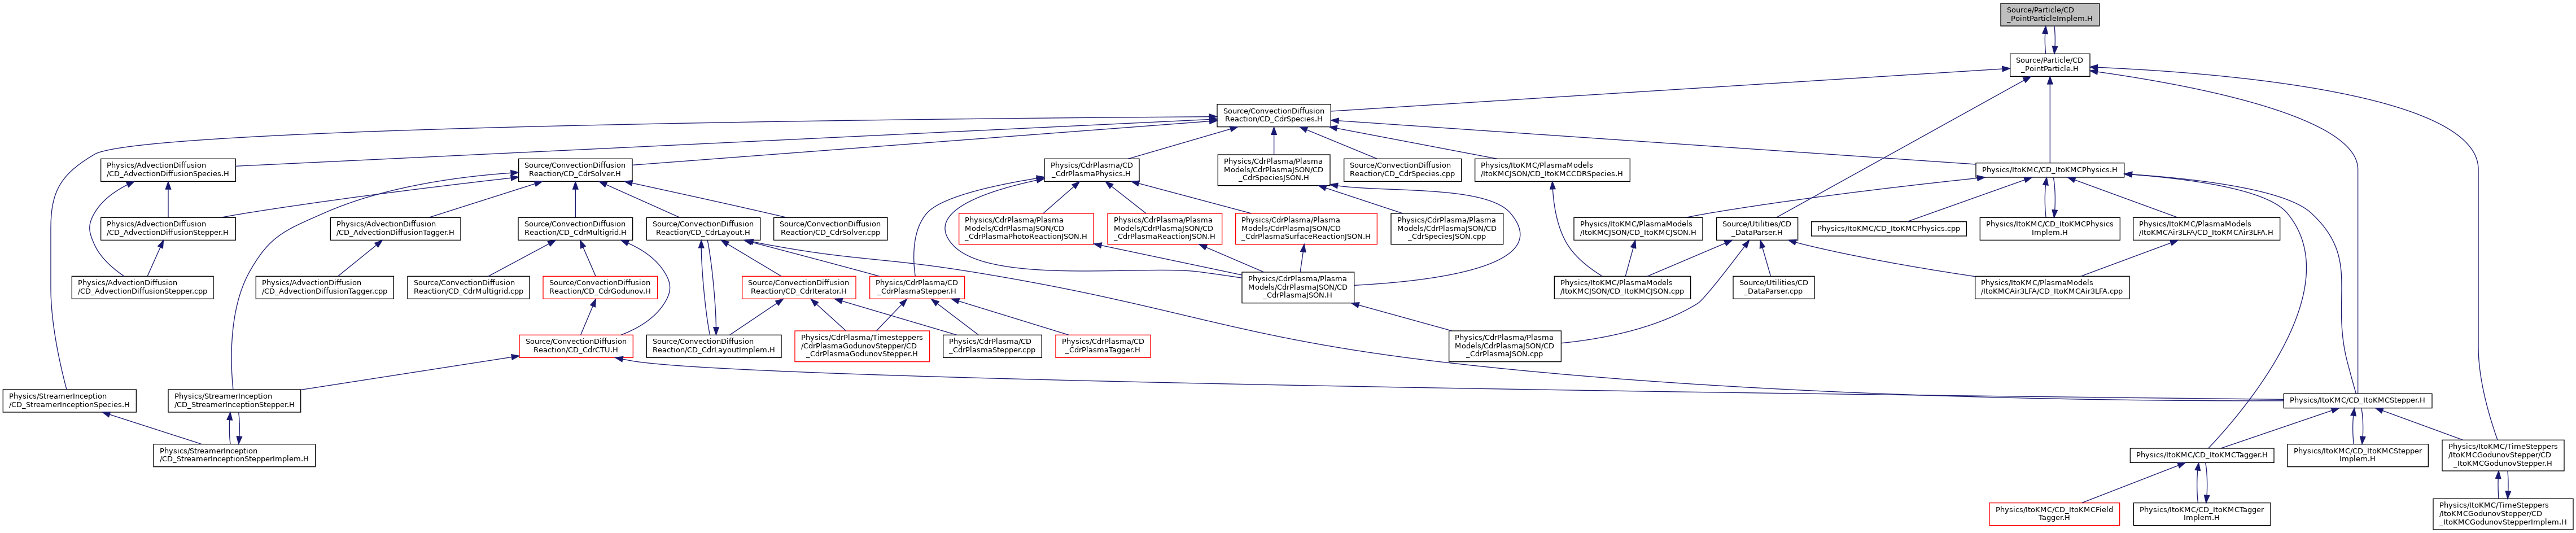 Source/Particle/CD
_PointParticleImplem.H
Source/Particle/CD
_PointParticle.H
Source/ConvectionDiffusion
Reaction/CD_CdrSpecies.H
Physics/AdvectionDiffusion
/CD_AdvectionDiffusionSpecies.H
Source/ConvectionDiffusion
Reaction/CD_CdrSolver.H
Physics/CdrPlasma/CD
_CdrPlasmaPhysics.H
Physics/CdrPlasma/Plasma
Models/CdrPlasmaJSON/CD
_CdrSpeciesJSON.H
Source/ConvectionDiffusion
Reaction/CD_CdrSpecies.cpp
Physics/ItoKMC/PlasmaModels
/ItoKMCJSON/CD_ItoKMCCDRSpecies.H
Physics/ItoKMC/CD_ItoKMCPhysics.H
Physics/AdvectionDiffusion
/CD_AdvectionDiffusionStepper.H
Physics/AdvectionDiffusion
/CD_AdvectionDiffusionTagger.H
Source/ConvectionDiffusion
Reaction/CD_CdrMultigrid.H
Source/ConvectionDiffusion
Reaction/CD_CdrLayout.H
Source/ConvectionDiffusion
Reaction/CD_CdrSolver.cpp
Physics/CdrPlasma/Plasma
Models/CdrPlasmaJSON/CD
_CdrPlasmaPhotoReactionJSON.H
Physics/CdrPlasma/Plasma
Models/CdrPlasmaJSON/CD
_CdrPlasmaReactionJSON.H
Physics/CdrPlasma/Plasma
Models/CdrPlasmaJSON/CD
_CdrPlasmaSurfaceReactionJSON.H
Physics/CdrPlasma/Plasma
Models/CdrPlasmaJSON/CD
_CdrSpeciesJSON.cpp
Physics/ItoKMC/PlasmaModels
/ItoKMCJSON/CD_ItoKMCJSON.H
Source/Utilities/CD
_DataParser.H
Physics/ItoKMC/CD_ItoKMCPhysics.cpp
Physics/ItoKMC/CD_ItoKMCPhysics
Implem.H
Physics/ItoKMC/PlasmaModels
/ItoKMCAir3LFA/CD_ItoKMCAir3LFA.H
Physics/AdvectionDiffusion
/CD_AdvectionDiffusionStepper.cpp
Physics/AdvectionDiffusion
/CD_AdvectionDiffusionTagger.cpp
Source/ConvectionDiffusion
Reaction/CD_CdrMultigrid.cpp
Source/ConvectionDiffusion
Reaction/CD_CdrGodunov.H
Source/ConvectionDiffusion
Reaction/CD_CdrIterator.H
Physics/CdrPlasma/CD
_CdrPlasmaStepper.H
Physics/CdrPlasma/Plasma
Models/CdrPlasmaJSON/CD
_CdrPlasmaJSON.H
Physics/ItoKMC/PlasmaModels
/ItoKMCJSON/CD_ItoKMCJSON.cpp
Source/Utilities/CD
_DataParser.cpp
Physics/ItoKMC/PlasmaModels
/ItoKMCAir3LFA/CD_ItoKMCAir3LFA.cpp
Source/ConvectionDiffusion
Reaction/CD_CdrCTU.H
Source/ConvectionDiffusion
Reaction/CD_CdrLayoutImplem.H
Physics/CdrPlasma/Timesteppers
/CdrPlasmaGodunovStepper/CD
_CdrPlasmaGodunovStepper.H
Physics/CdrPlasma/CD
_CdrPlasmaStepper.cpp
Physics/CdrPlasma/CD
_CdrPlasmaTagger.H
Physics/CdrPlasma/Plasma
Models/CdrPlasmaJSON/CD
_CdrPlasmaJSON.cpp
Physics/StreamerInception
/CD_StreamerInceptionSpecies.H
Physics/StreamerInception
/CD_StreamerInceptionStepper.H
Physics/ItoKMC/CD_ItoKMCStepper.H
Physics/StreamerInception
/CD_StreamerInceptionStepperImplem.H
Physics/ItoKMC/CD_ItoKMCTagger.H
Physics/ItoKMC/CD_ItoKMCStepper
Implem.H
Physics/ItoKMC/TimeSteppers
/ItoKMCGodunovStepper/CD
_ItoKMCGodunovStepper.H
Physics/ItoKMC/CD_ItoKMCField
Tagger.H
Physics/ItoKMC/CD_ItoKMCTagger
Implem.H
Physics/ItoKMC/TimeSteppers
/ItoKMCGodunovStepper/CD
_ItoKMCGodunovStepperImplem.H